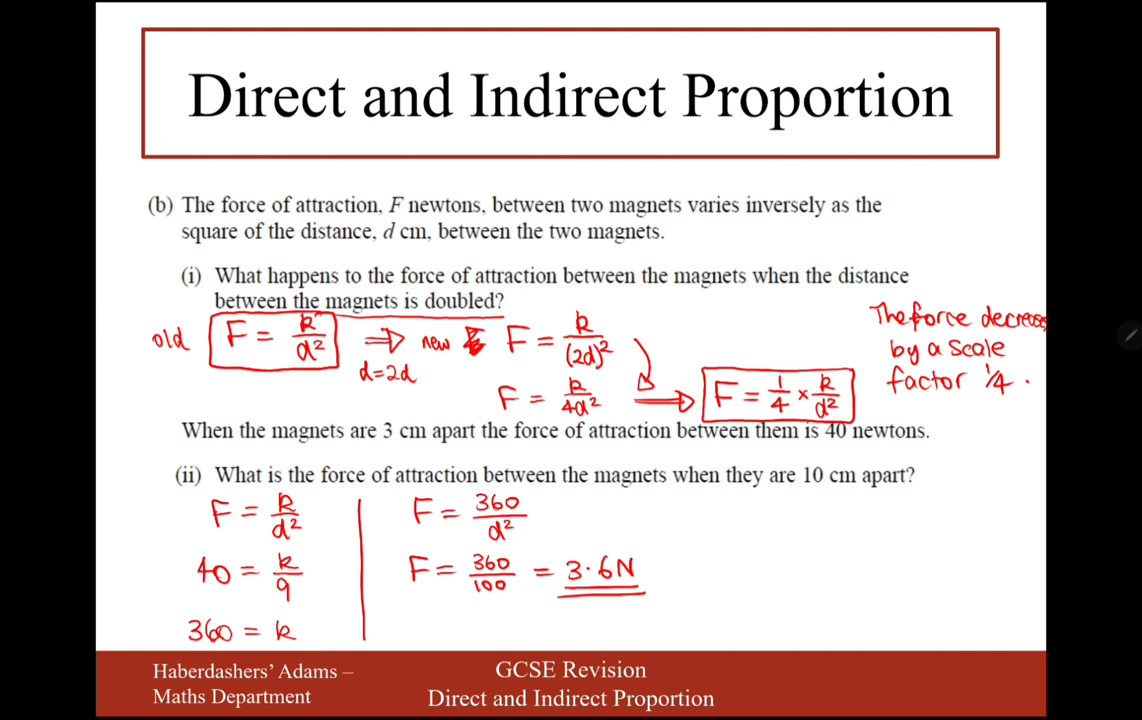 Direct and Indirect Proportion
(b) The force of attraction, F newtons, between two magnets varies inversely as the
square of the distance, d cm, between the two magnets.
(i) What happens to the force of attraction between the magnets when the distance
between the magnets is doubled?
old F = k/d² ⇒ new F = k/(2d)²
d=2d
F = k/4d² ⇒ F = 1/4 × k/d²
The force decreases
by a scale
factor 1/4.
When the magnets are 3 cm apart the force of attraction between them is 40 newtons.
(ii) What is the force of attraction between the magnets when they are 10 cm apart?
F = k/d²
40 = k/9
360 = k
F = 360/d²
F = 360/100 = 3.6N
Haberdashers' Adams –
Maths Department
GCSE Revision
Direct and Indirect Proportion